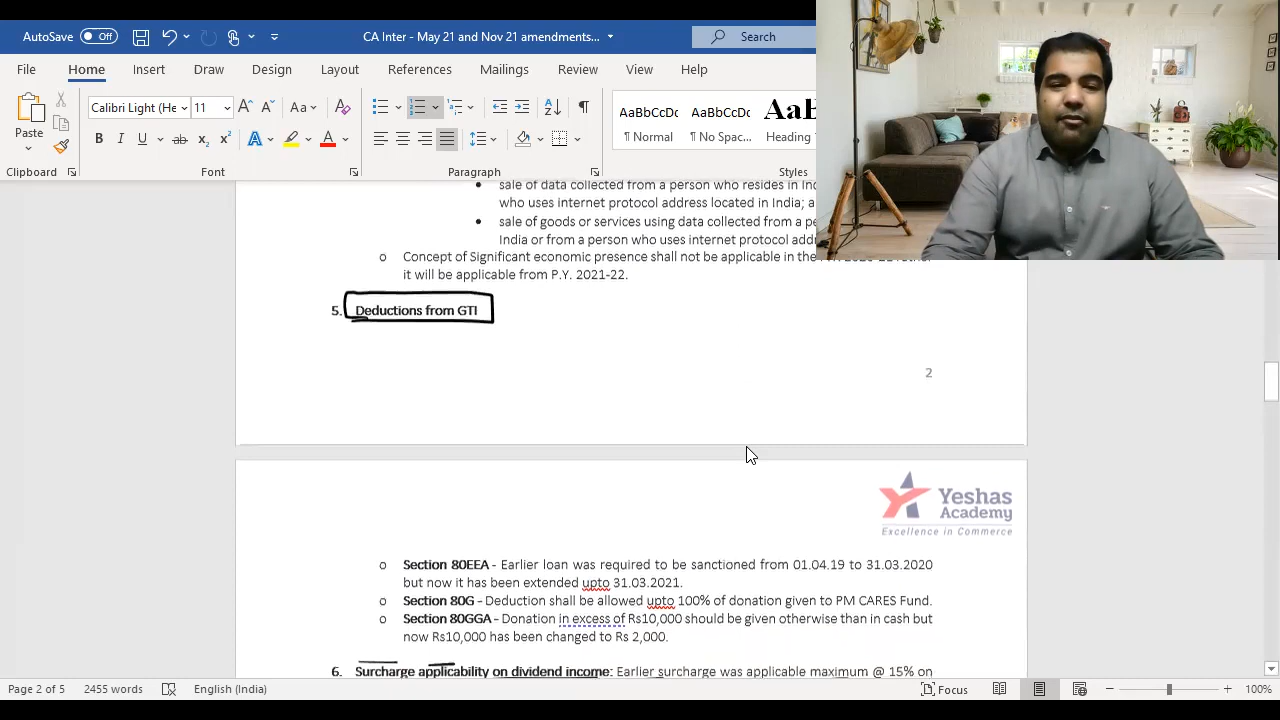 AutoSave Off CA Inter - May 21 and Nov 21 amendments... Search
File Home Insert Draw Design Layout References Mailings Review View Help
Paste
Calibri Light (He 11
AaBbCcDc AaBbCcDc AaB
¶ Normal ¶ No Spac... Heading
Clipboard Font Paragraph Styles
sale of data collected from a person who resides in
who uses internet protocol address located in India;
sale of goods or services using data collected from a
India or from a person who uses internet protocol
o Concept of Significant economic presence shall not be applicable in the
it will be applicable from P.Y. 2021-22.
5. Deductions from GTI
2
Yeshas
Academy
Excellence in Commerce
o Section 80EEA - Earlier loan was required to be sanctioned from 01.04.19 to 31.03.2020
but now it has been extended upto 31.03.2021.
o Section 80G - Deduction shall be allowed upto 100% of donation given to PM CARES Fund.
o Section 80GGA - Donation in excess of Rs10,000 should be given otherwise than in cash but
now Rs10,000 has been changed to Rs 2,000.
6. Surcharge applicability on dividend income: Earlier surcharge was applicable maximum @ 15% on
Page 2 of 5 2455 words English (India) Focus 100%